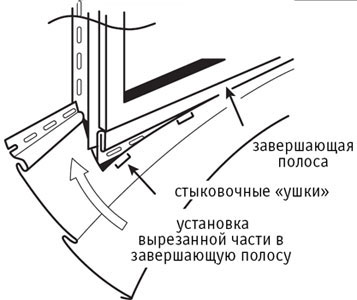 завершающая
полоса
стыковочные «ушки»
установка
вырезанной части в
завершающую полосу